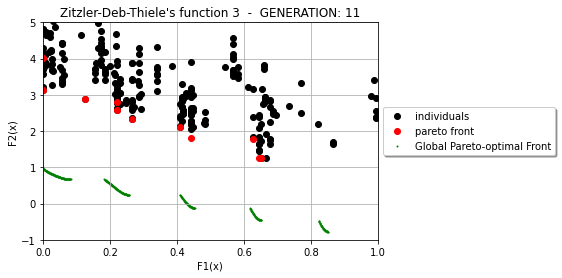 Zitzler-Deb-Thiele's function 3 - GENERATION: 11
5
4
3
2
1
0
−1
F2(x)
0.0 0.2 0.4 0.6 0.8 1.0
F1(x)
individuals
pareto front
Global Pareto-optimal Front